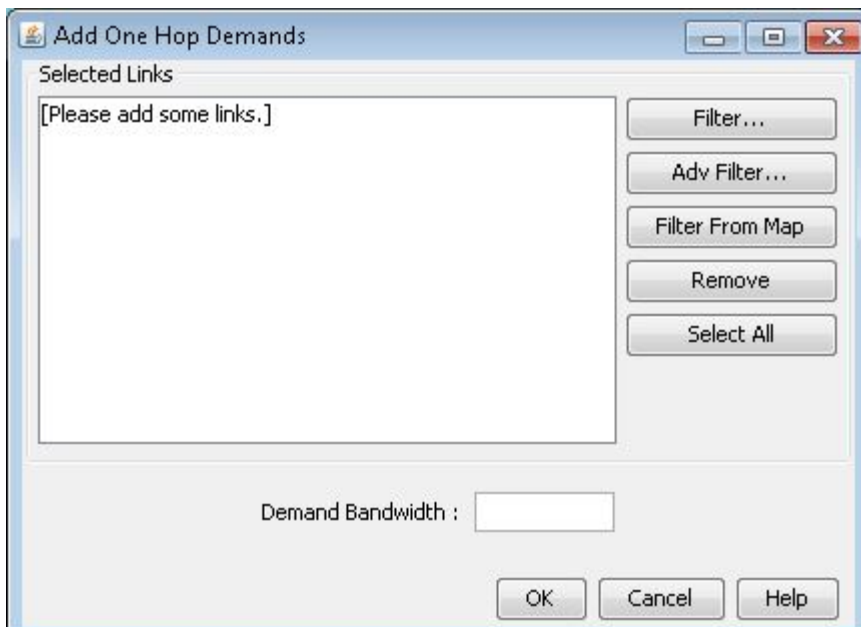 Add One Hop Demands
Selected Links
[Please add some links.]
Filter...
Adv Filter...
Filter From Map
Remove
Select All
Demand Bandwidth :
OK
Cancel
Help